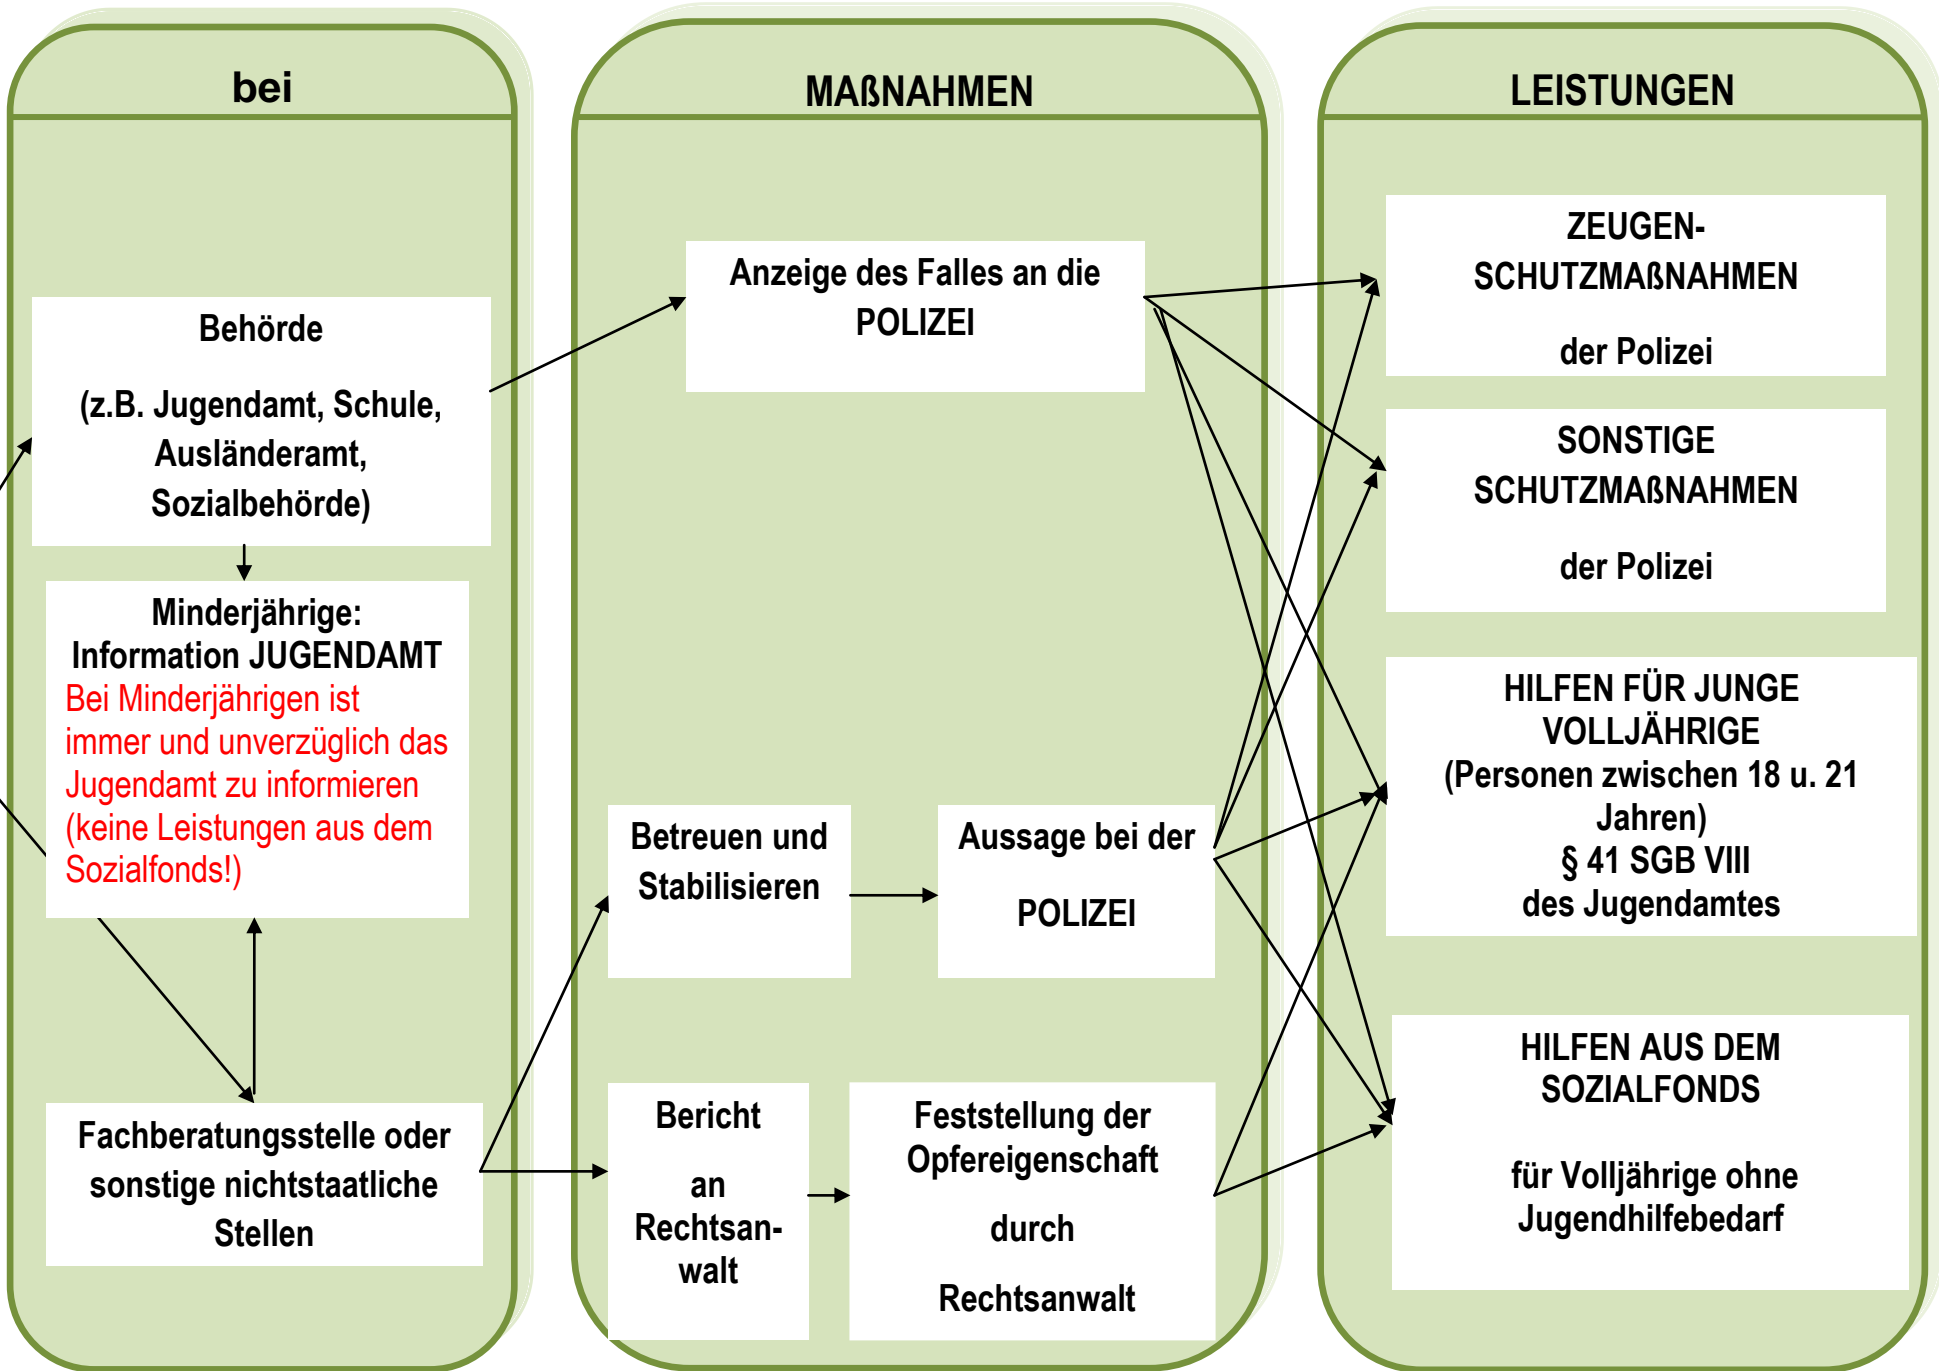 bei
Behörde
(z.B. Jugendamt, Schule,
Ausländeramt,
Sozialbehörde)
Minderjährige:
Information JUGENDAMT
Bei Minderjährigen ist
immer und unverzüglich das
Jugendamt zu informieren
(keine Leistungen aus dem
Sozialfonds!)
Fachberatungsstelle oder
sonstige nichtstaatliche
Stellen
MAßNAHMEN
Anzeige des Falles an die
POLIZEI
Betreuen und
Stabilisieren
Aussage bei der
POLIZEI
Bericht
an
Rechtsan-
walt
Feststellung der
Opfereigenschaft
durch
Rechtsanwalt
LEISTUNGEN
ZEUGEN-
SCHUTZMAßNAHMEN
der Polizei
SONSTIGE
SCHUTZMAßNAHMEN
der Polizei
HILFEN FÜR JUNGE
VOLLJÄHRIGE
(Personen zwischen 18 u. 21
Jahren)
§ 41 SGB VIII
des Jugendamtes
HILFEN AUS DEM
SOZIALFONDS
für Volljährige ohne
Jugendhilfebedarf